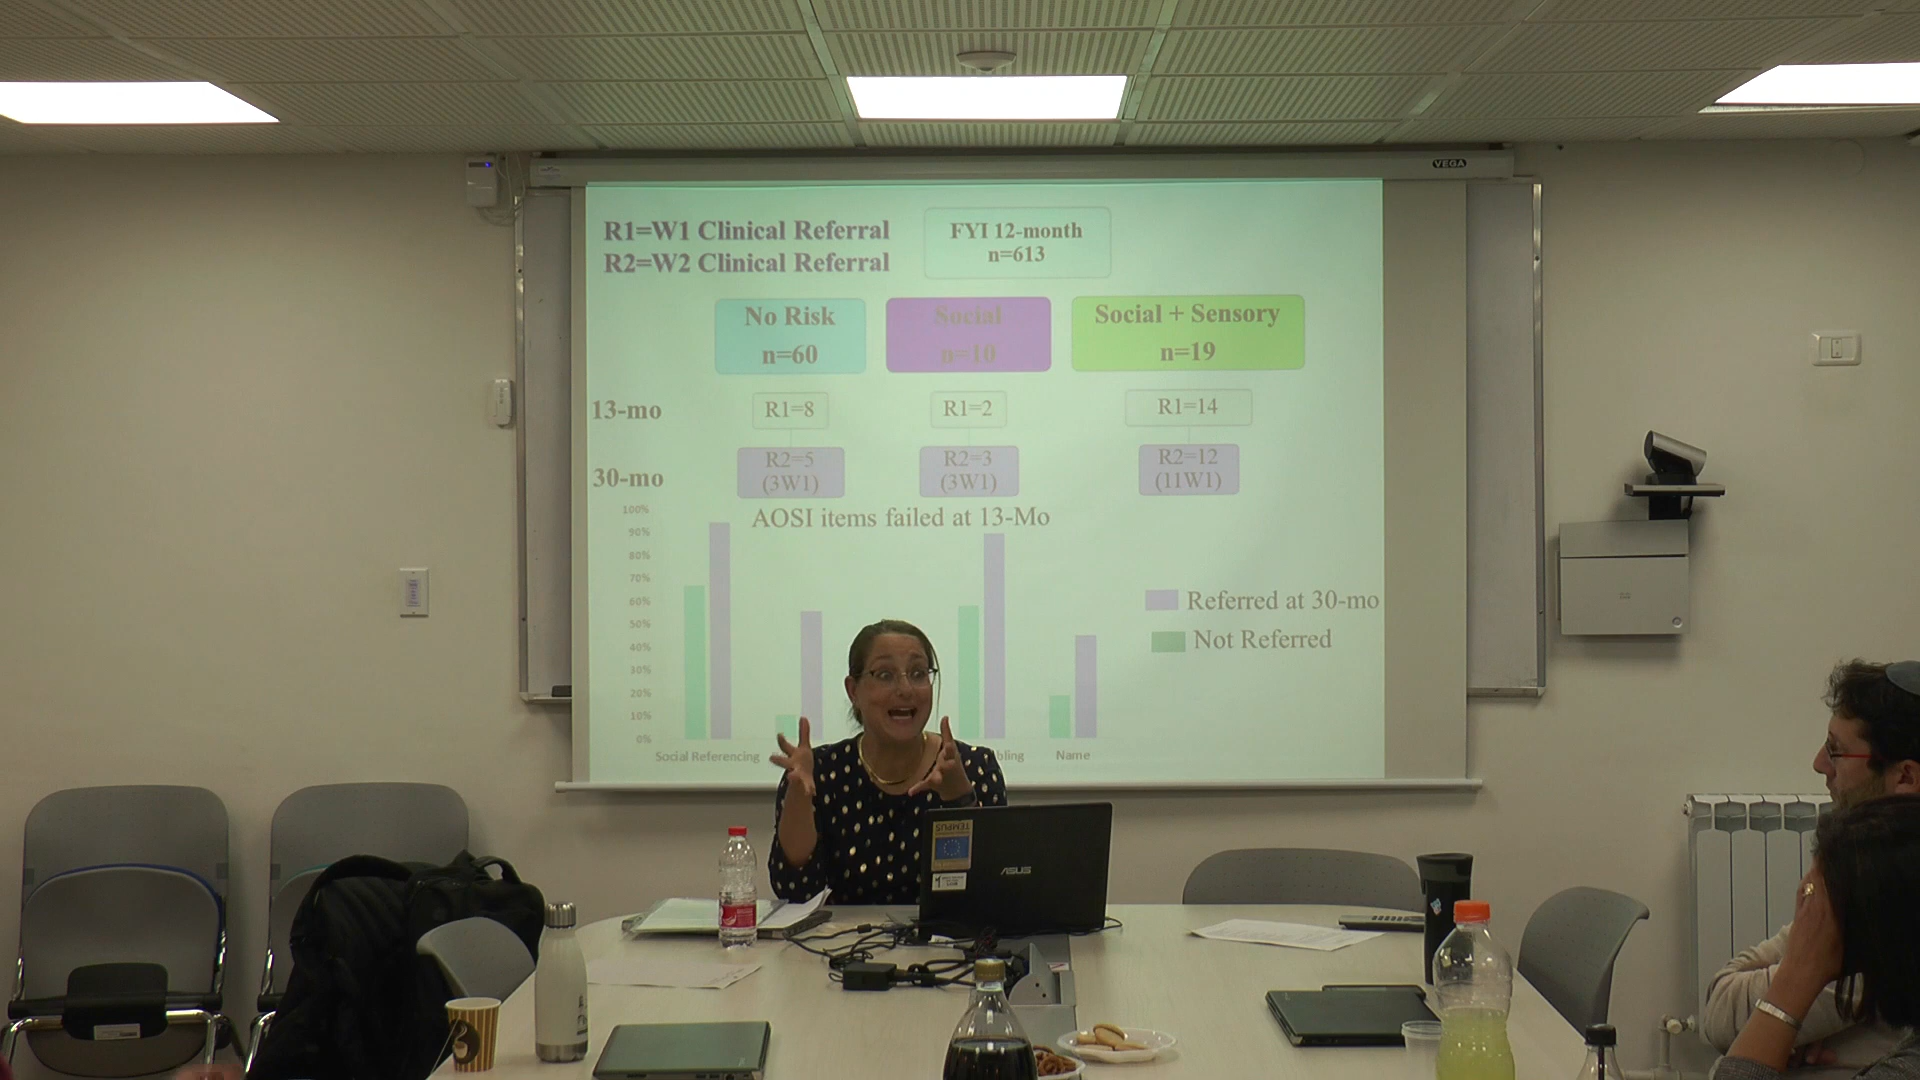 VEGA
R1=W1 Clinical Referral
R2=W2 Clinical Referral
FYI 12-month
n=613
No Risk
n=60
Social
n=10
Social + Sensory
n=19
13-mo
R1=8
R1=2
R1=14
30-mo
R2=5
(3W1)
R2=3
(3W1)
R2=12
(11W1)
AOSI items failed at 13-Mo
100%
90%
80%
70%
60%
50%
40%
30%
20%
10%
0%
Referred at 30-mo
Not Referred
Social Referencing
bling
Name
TEMPUS
ASUS